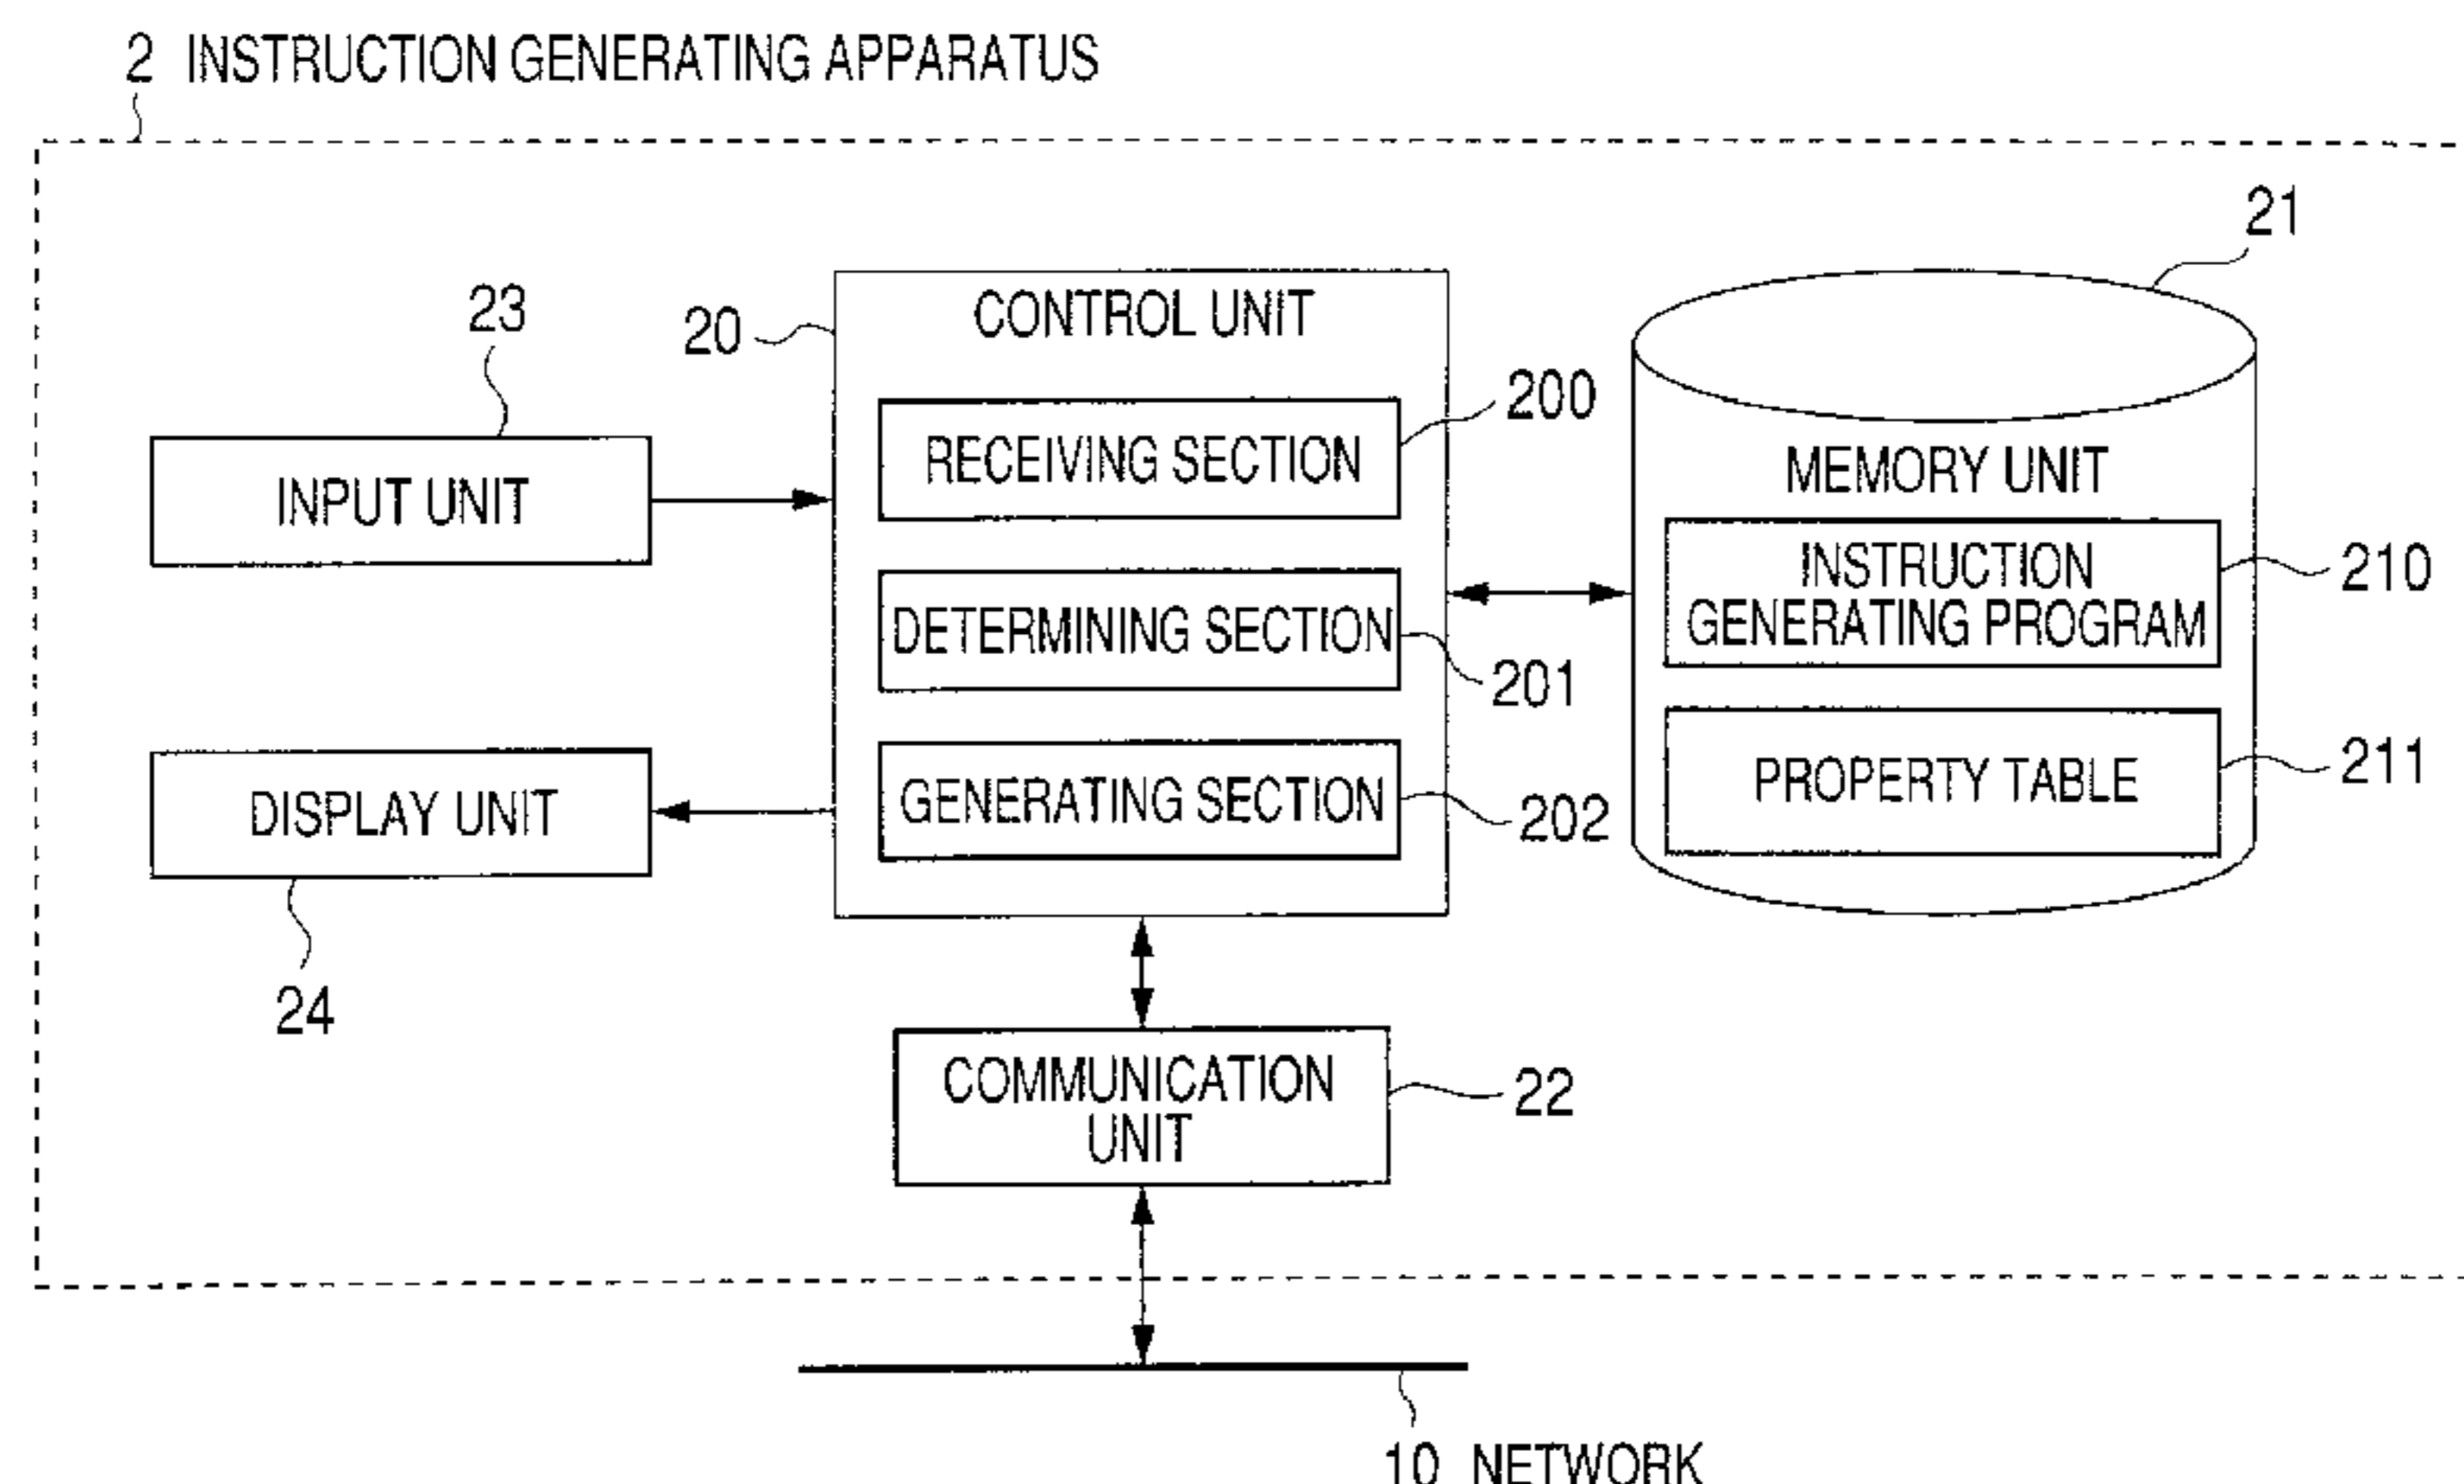 2 INSTRUCTION GENERATING APPARATUS
21
23
20
CONTROL UNIT
200
RECEIVING SECTION
INPUT UNIT
MEMORY UNIT
INSTRUCTION
GENERATING PROGRAM
210
DETERMINING SECTION
201
PROPERTY TABLE
211
DISPLAY UNIT
GENERATING SECTION
202
24
COMMUNICATION
UNIT
22
10 NETWORK